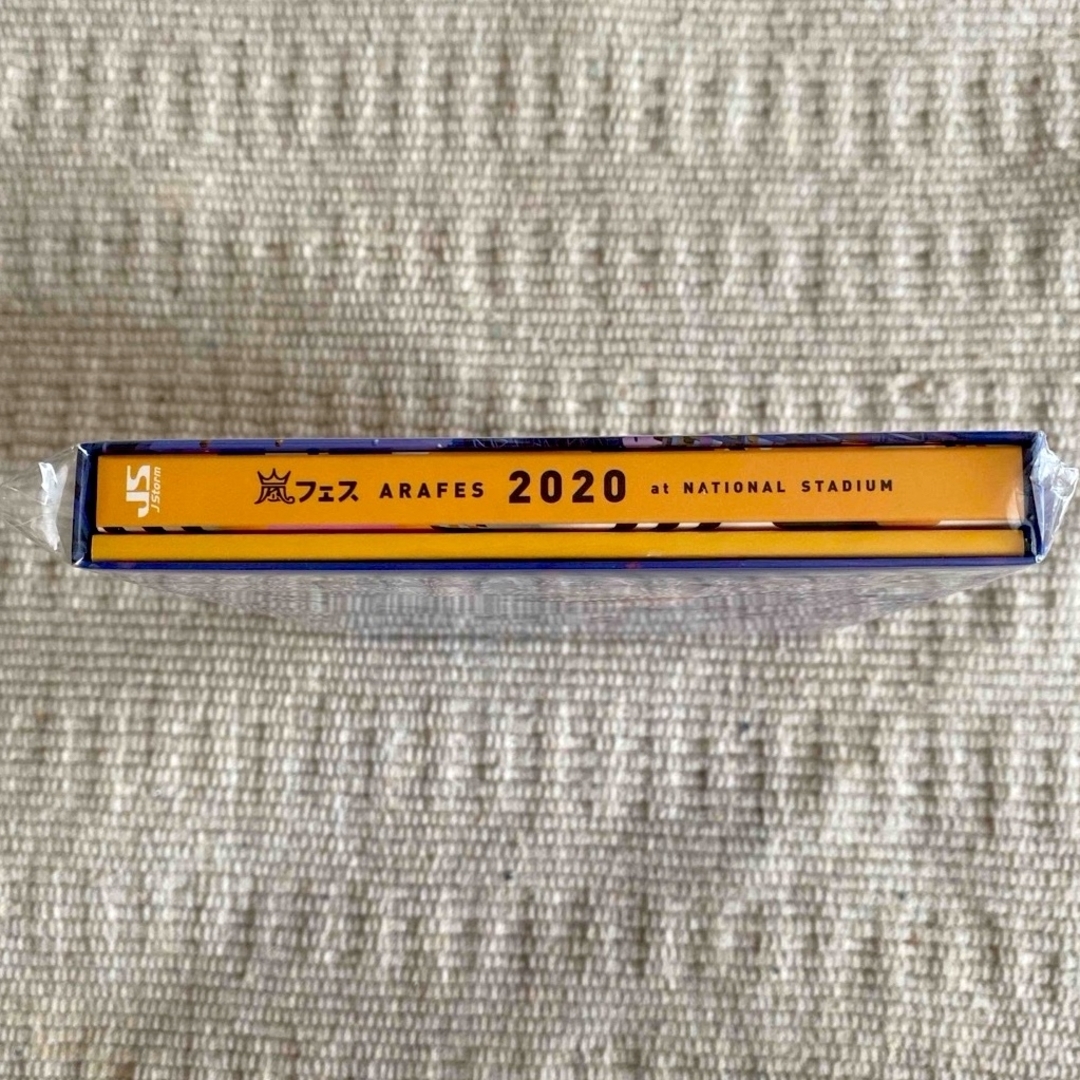 JS
J Storm
嵐フェス ARAFES 2020 at NATIONAL STADIUM